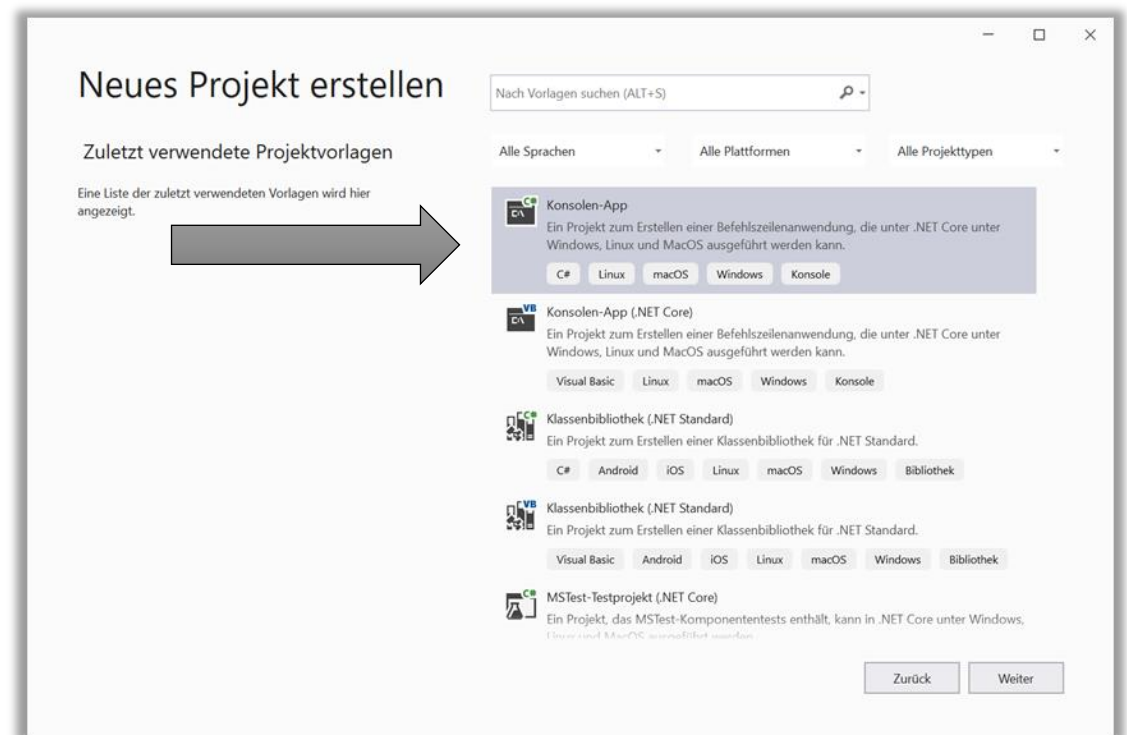 Neues Projekt erstellen
Nach Vorlagen suchen (ALT+S)
Zuletzt verwendete Projektvorlagen
Eine Liste der zuletzt verwendeten Vorlagen wird hier
angezeigt.
Alle Sprachen
Alle Plattformen
Alle Projekttypen
Konsolen-App
Ein Projekt zum Erstellen einer Befehlszeilenanwendung, die unter .NET Core unter
Windows, Linux und MacOS ausgeführt werden kann.
C# Linux macOS Windows Konsole
Konsolen-App (.NET Core)
Ein Projekt zum Erstellen einer Befehlszeilenanwendung, die unter .NET Core unter
Windows, Linux und MacOS ausgeführt werden kann.
Visual Basic Linux macOS Windows Konsole
Klassenbibliothek (.NET Standard)
Ein Projekt zum Erstellen einer Klassenbibliothek für .NET Standard.
C# Android iOS Linux macOS Windows Bibliothek
Klassenbibliothek (.NET Standard)
Ein Projekt zum Erstellen einer Klassenbibliothek für .NET Standard.
Visual Basic Android iOS Linux macOS Windows Bibliothek
MSTest-Testprojekt (.NET Core)
Ein Projekt, das MSTest-Komponententests enthält, kann in .NET Core unter Windows,
Linux und MacOS ausgeführt werden
Zurück Weiter